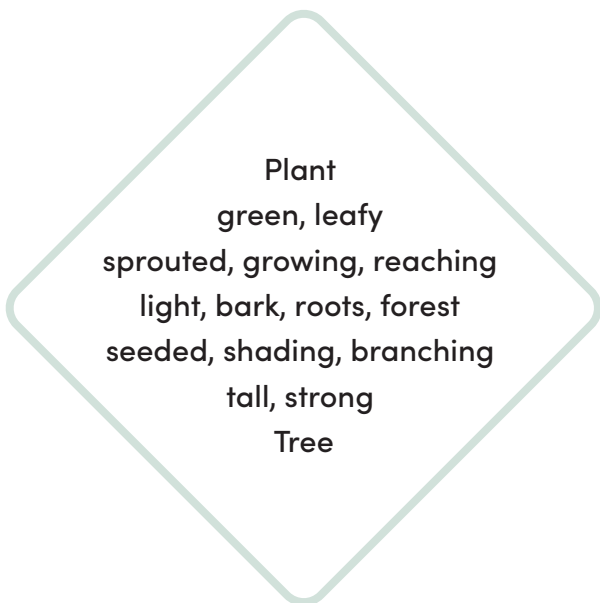 Plant
green, leafy
sprouted, growing, reaching
light, bark, roots, forest
seeded, shading, branching
tall, strong
Tree